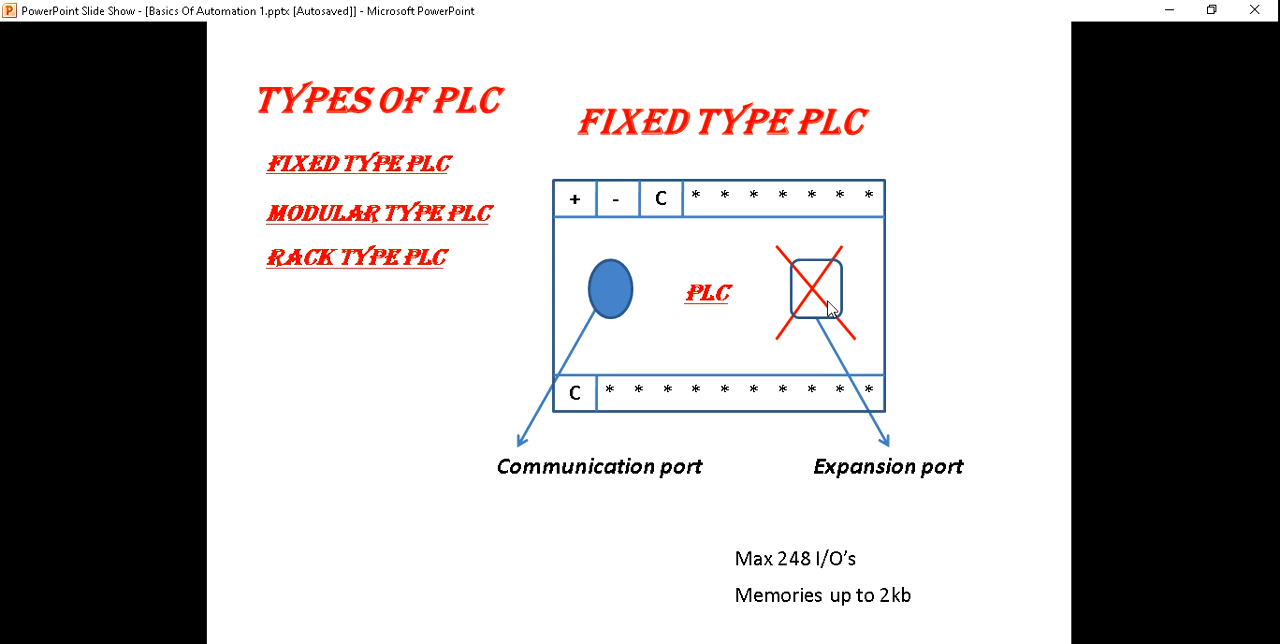 PowerPoint Slide Show - [Basics Of Automation 1.pptx [Autosaved]] - Microsoft PowerPoint
TYPES OF PLC
FIXED TYPE PLC
MODULAR TYPE PLC
RACK TYPE PLC
FIXED TYPE PLC
+ - C * * * * * * *
PLC
C * * * * * * * * * *
Communication port
Expansion port
Max 248 I/O’s
Memories up to 2kb